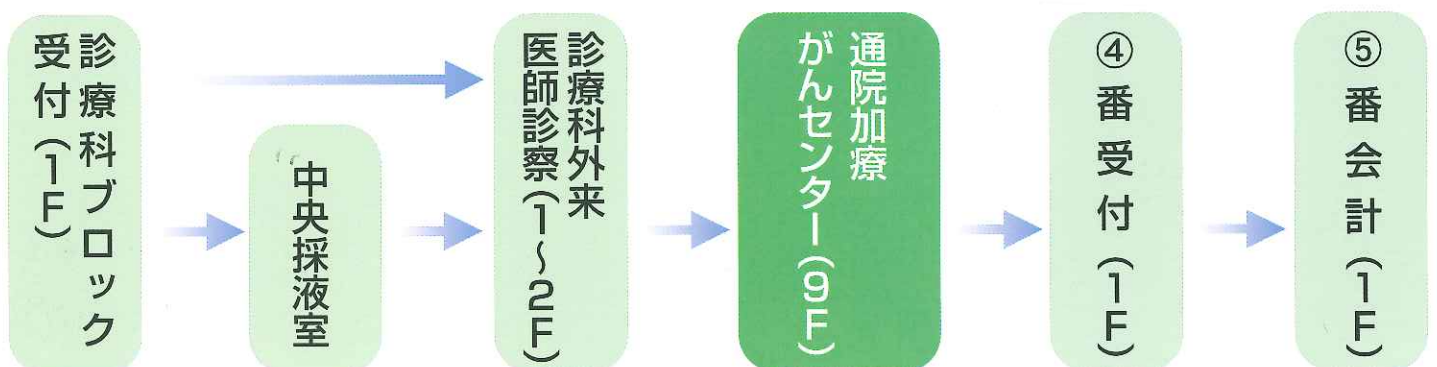 診療科ブロック
受付（1F）
中央採液室
診療科外来
医師診察（1～2F）
通院加療
がんセンター（9F）
④番受付（1F）
⑤番会計（1F）